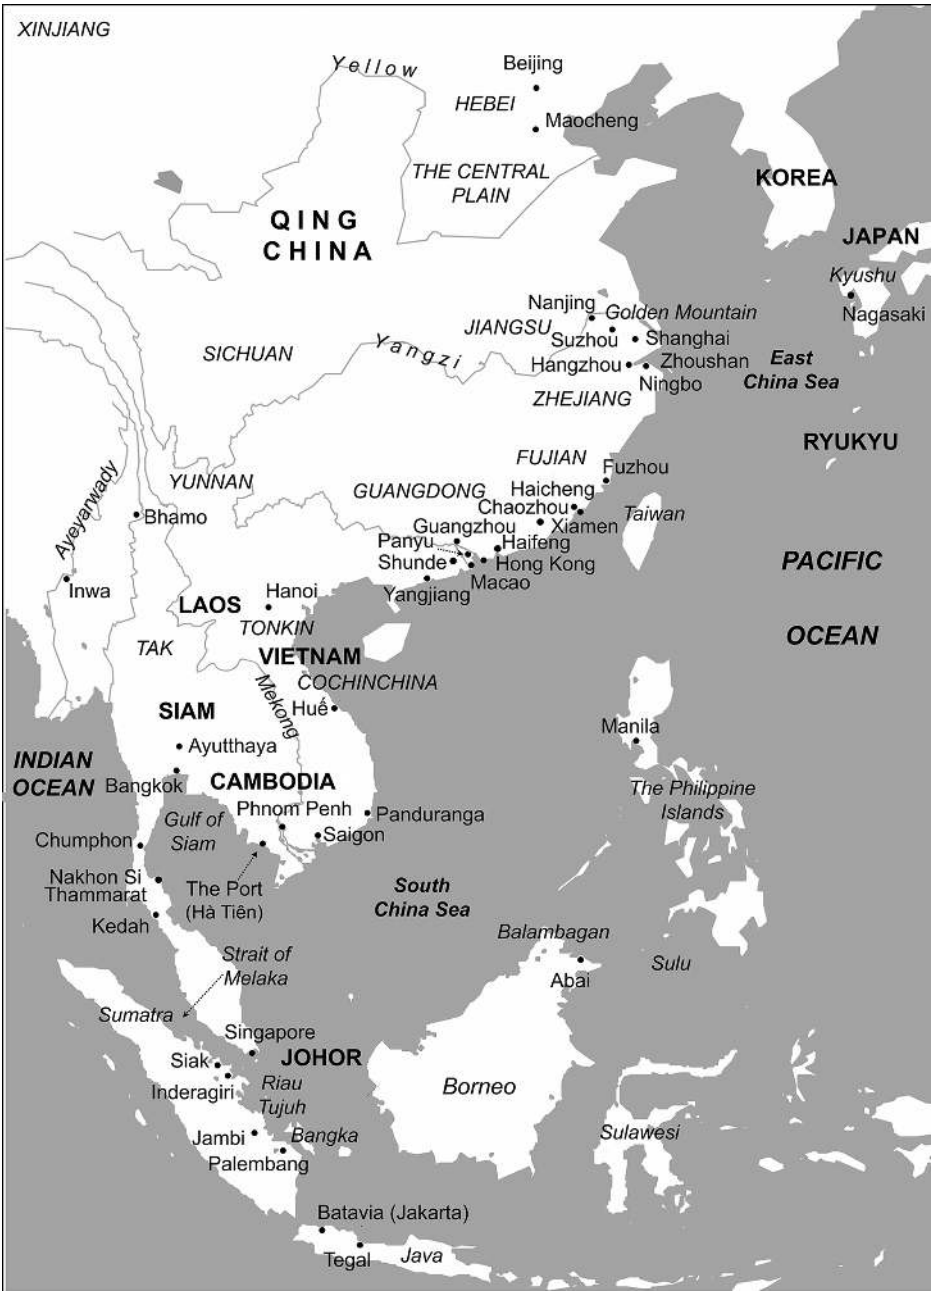 XINJIANG
Yellow
Beijing
HEBEI
Maocheng
THE CENTRAL
PLAIN
KOREA
QING
CHINA
JAPAN
Kyushu
Nagasaki
Nanjing
Golden Mountain
JIANGSU
Suzhou
Shanghai
SICHUAN
Yangzi
Hangzhou
Zhoushan
Ningbo
East
China Sea
ZHEJIANG
RYUKYU
FUJIAN
Fuzhou
YUNNAN
GUANGDONG
Haicheng
Chaozhou
Taiwan
Ayeyarwady
Bhamo
Guangzhou
Xiamen
Panyu
Haifeng
Shunde
Hong Kong
Macao
Yangjiang
PACIFIC
OCEAN
Inwa
Hanoi
LAOS
TONKIN
TAK
VIETNAM
COCHINCHINA
Mekong
Huế
SIAM
Manila
Ayutthaya
INDIAN
OCEAN
Bangkok
CAMBODIA
The Philippine
Islands
Phnom Penh
Panduranga
Gulf of
Siam
Saigon
Chumphon
Nakhon Si
Thammarat
The Port
(Hà Tiên)
South
China Sea
Kedah
Balambagan
Strait of
Melaka
Sulu
Abai
Sumatra
Singapore
JOHOR
Siak
Inderagiri
Riau
Tujuh
Borneo
Jambi
Bangka
Sulawesi
Palembang
Batavia (Jakarta)
Tegal
Java